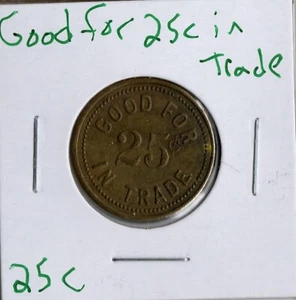 Good for 25c in
Trade
GOOD FOR
25¢
IN TRADE
25c